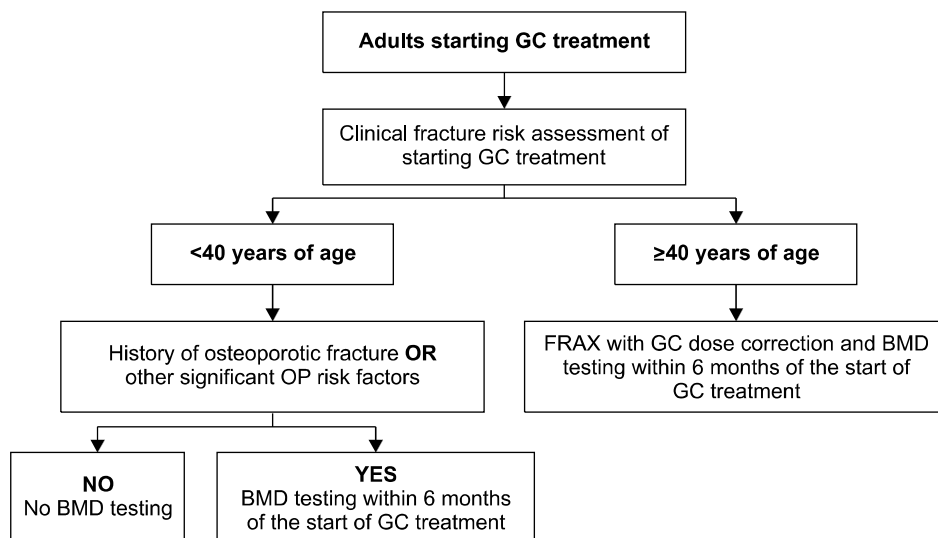 Adults starting GC treatment
Clinical fracture risk assessment of
starting GC treatment
<40 years of age
≥40 years of age
History of osteoporotic fracture OR
other significant OP risk factors
FRAX with GC dose correction and BMD
testing within 6 months of the start of
GC treatment
NO
No BMD testing
YES
BMD testing within 6 months
of the start of GC treatment